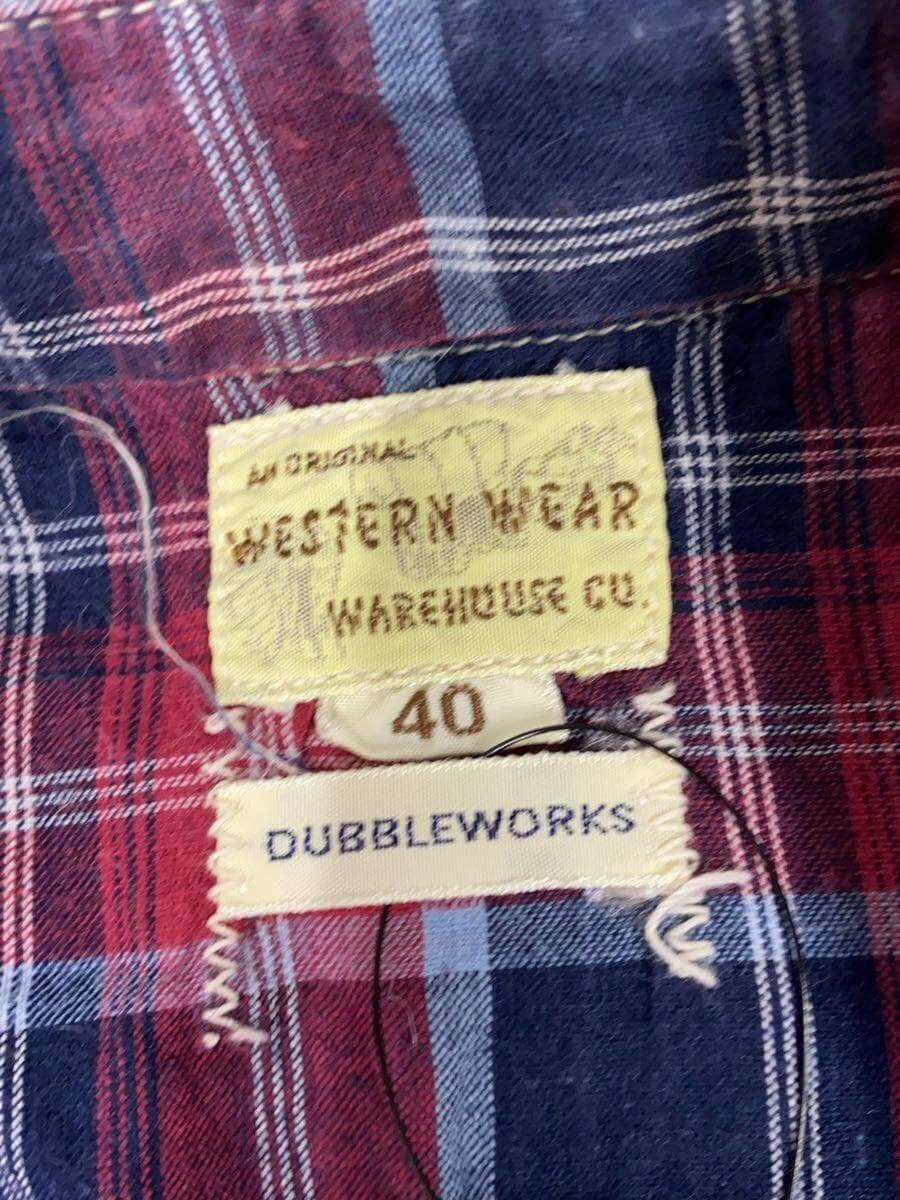 AN ORIGINAL
WESTERN WEAR
WAREHOUSE CO.
40
DUBBLEWORKS